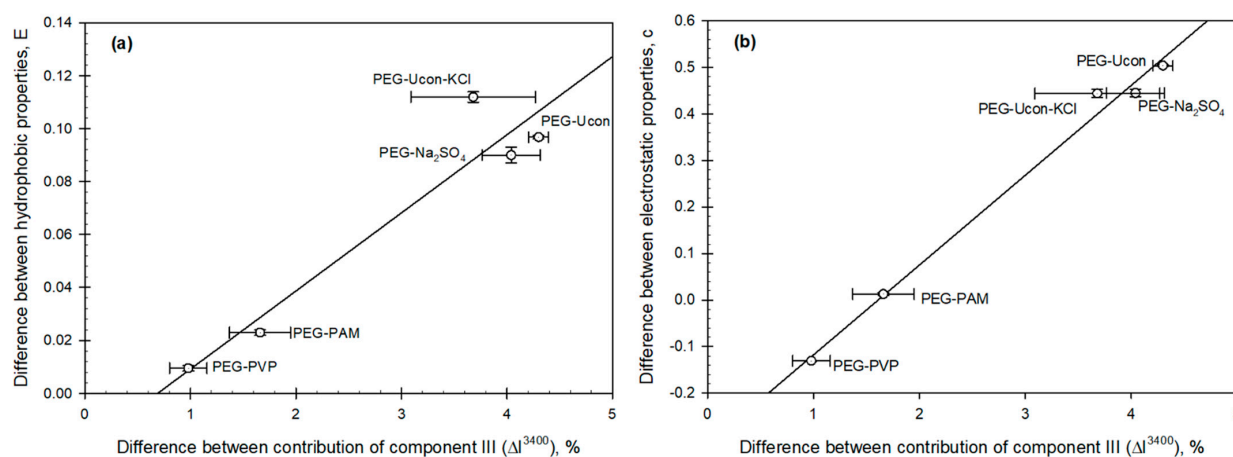 (a)
Difference between hydrophobic properties, E
0.14
0.12
0.10
0.08
0.06
0.04
0.02
0.00
PEG-Ucon-KCl
PEG-Ucon
PEG-Na₂SO₄
PEG-PAM
PEG-PVP
0 1 2 3 4 5
Difference between contribution of component III (ΔI³⁴⁰⁰), %
(b)
Difference between electrostatic properties, c
0.6
0.5
0.4
0.3
0.2
0.1
0.0
-0.1
-0.2
PEG-Ucon
PEG-Ucon-KCl
PEG-Na₂SO₄
PEG-PAM
PEG-PVP
0 1 2 3 4
Difference between contribution of component III (ΔI³⁴⁰⁰), %